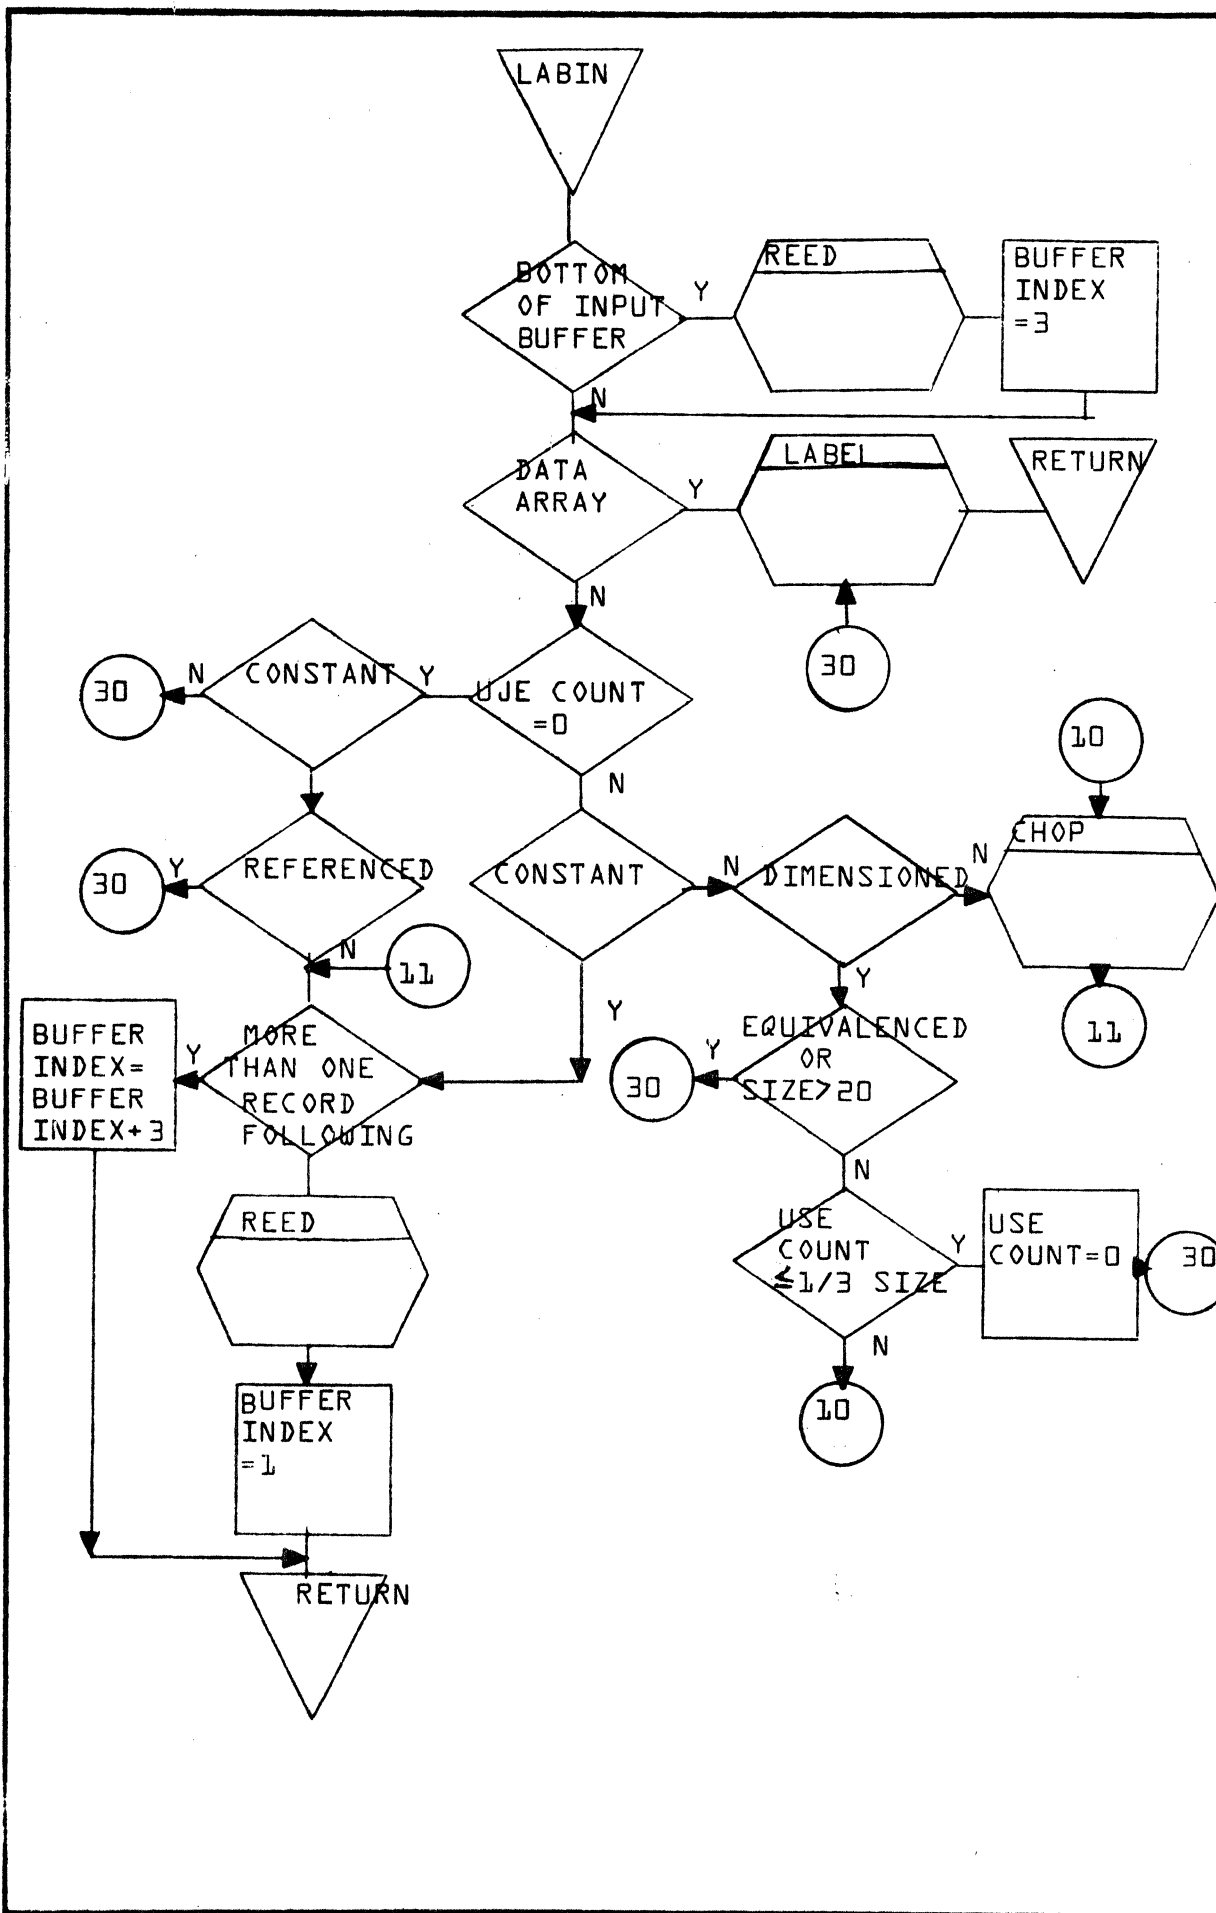 LABIN
BOTTOM
OF INPUT
BUFFER
Y
REED
BUFFER
INDEX
=3
N
DATA
ARRAY
Y
LABEL
RETURN
N
30
30
N
CONSTANT
Y
UJE COUNT
=0
N
10
30
Y
REFERENCED
CONSTANT
N
DIMENSIONED
N
CHOP
N
11
Y
Y
11
BUFFER
INDEX=
BUFFER
INDEX+3
Y
MORE
THAN ONE
RECORD
FOLLOWING
30
Y
EQUIVALENCED
OR
SIZE>20
N
REED
USE
COUNT
≤1/3 SIZE
Y
USE
COUNT=0
30
N
10
BUFFER
INDEX
=1
RETURN